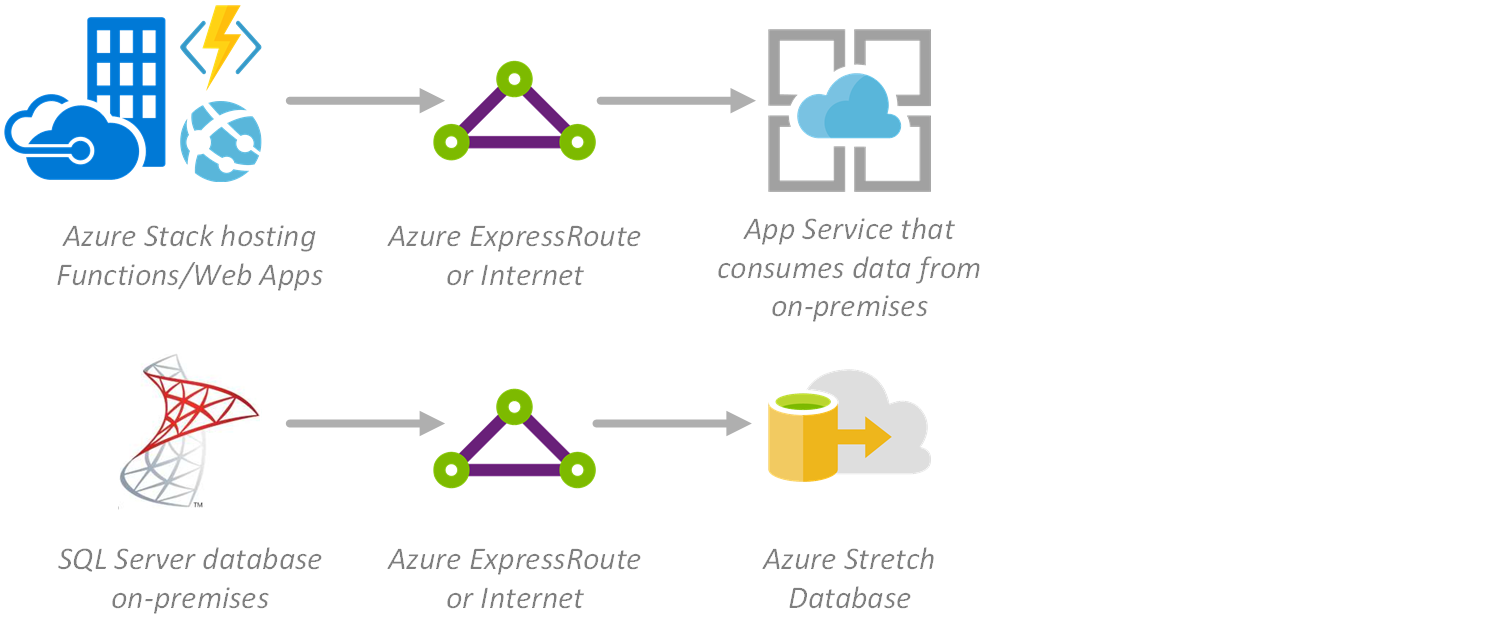 Azure Stack hosting
Functions/Web Apps
Azure ExpressRoute
or Internet
App Service that
consumes data from
on-premises
TM
SQL Server database
on-premises
Azure ExpressRoute
or Internet
Azure Stretch
Database